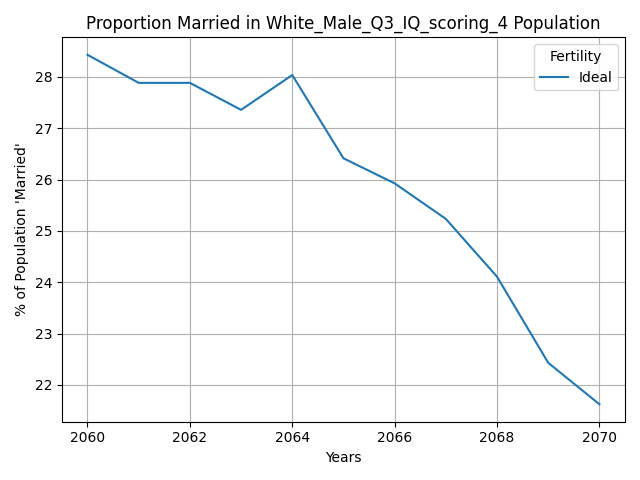 Proportion Married in White_Male_Q3_IQ_scoring_4 Population
Fertility
Ideal
% of Population 'Married'
28
27
26
25
24
23
22
2060 2062 2064 2066 2068 2070
Years